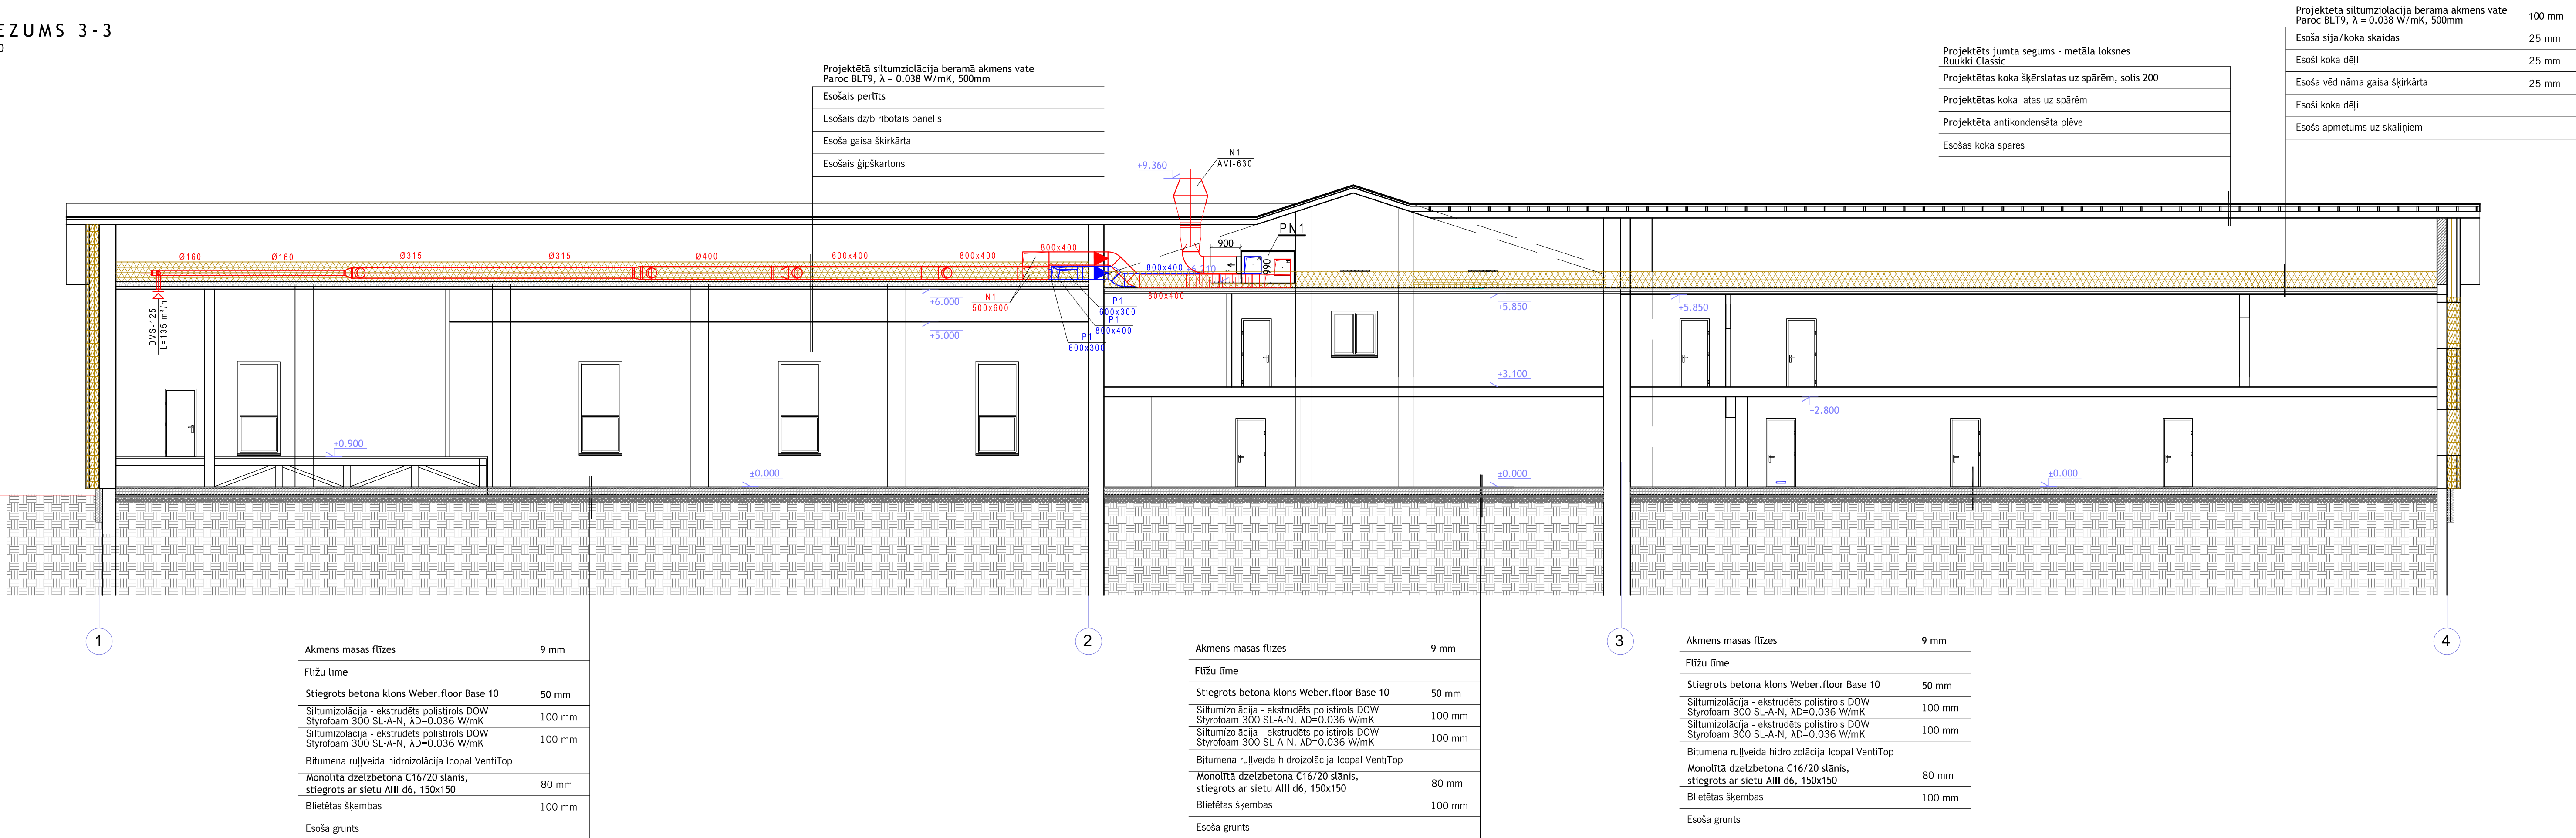 EZUMS 3-3
0
Projektētā siltumziolācija beramā akmens vate
Paroc BLT9, λ = 0.038 W/mK, 500mm
Esošais perlīts
Esošais dz/b ribotais panelis
Esoša gaisa šķirkārta
Esošais ģipškartons
Projektēts jumta segums - metāla loksnes
Ruukki Classic
Projektētas koka šķērslatas uz spārēm, solis 200
Projektētas koka latas uz spārēm
Projektēta antikondensāta plēve
Esošas koka spāres
Projektētā siltumziolācija beramā akmens vate
Paroc BLT9, λ = 0.038 W/mK, 500mm 100 mm
Esoša sija/koka skaidas 25 mm
Esoši koka dēļi 25 mm
Esoša vēdināma gaisa šķirkārta 25 mm
Esoši koka dēļi
Esošs apmetums uz skaliņiem
+9.360
N1
AVI-630
PN1
900
990
Ø160
Ø160
Ø315
Ø315
Ø400
600x400
800x400
800x400
800x400
+6.210
800x400
N1
500x600
P1
600x300
P1
800x400
P1
600x300
DVS-125
L=135 m³/h
+6.000
+5.000
+5.850
+5.850
+3.100
+2.800
+0.900
±0.000
±0.000
±0.000
1
2
3
4
Akmens masas flīzes 9 mm
Flīžu līme
Stiegrots betona klons Weber.floor Base 10 50 mm
Siltumizolācija - ekstrudēts polistirols DOW
Styrofoam 300 SL-A-N, λD=0.036 W/mK 100 mm
Siltumizolācija - ekstrudēts polistirols DOW
Styrofoam 300 SL-A-N, λD=0.036 W/mK 100 mm
Bitumena ruļļveida hidroizolācija Icopal VentiTop
Monolītā dzelzbetona C16/20 slānis,
stiegrots ar sietu AIII d6, 150x150 80 mm
Blietētas šķembas 100 mm
Esoša grunts
Akmens masas flīzes 9 mm
Flīžu līme
Stiegrots betona klons Weber.floor Base 10 50 mm
Siltumizolācija - ekstrudēts polistirols DOW
Styrofoam 300 SL-A-N, λD=0.036 W/mK 100 mm
Siltumizolācija - ekstrudēts polistirols DOW
Styrofoam 300 SL-A-N, λD=0.036 W/mK 100 mm
Bitumena ruļļveida hidroizolācija Icopal VentiTop
Monolītā dzelzbetona C16/20 slānis,
stiegrots ar sietu AIII d6, 150x150 80 mm
Blietētas šķembas 100 mm
Esoša grunts
Akmens masas flīzes 9 mm
Flīžu līme
Stiegrots betona klons Weber.floor Base 10 50 mm
Siltumizolācija - ekstrudēts polistirols DOW
Styrofoam 300 SL-A-N, λD=0.036 W/mK 100 mm
Siltumizolācija - ekstrudēts polistirols DOW
Styrofoam 300 SL-A-N, λD=0.036 W/mK 100 mm
Bitumena ruļļveida hidroizolācija Icopal VentiTop
Monolītā dzelzbetona C16/20 slānis,
stiegrots ar sietu AIII d6, 150x150 80 mm
Blietētas šķembas 100 mm
Esoša grunts